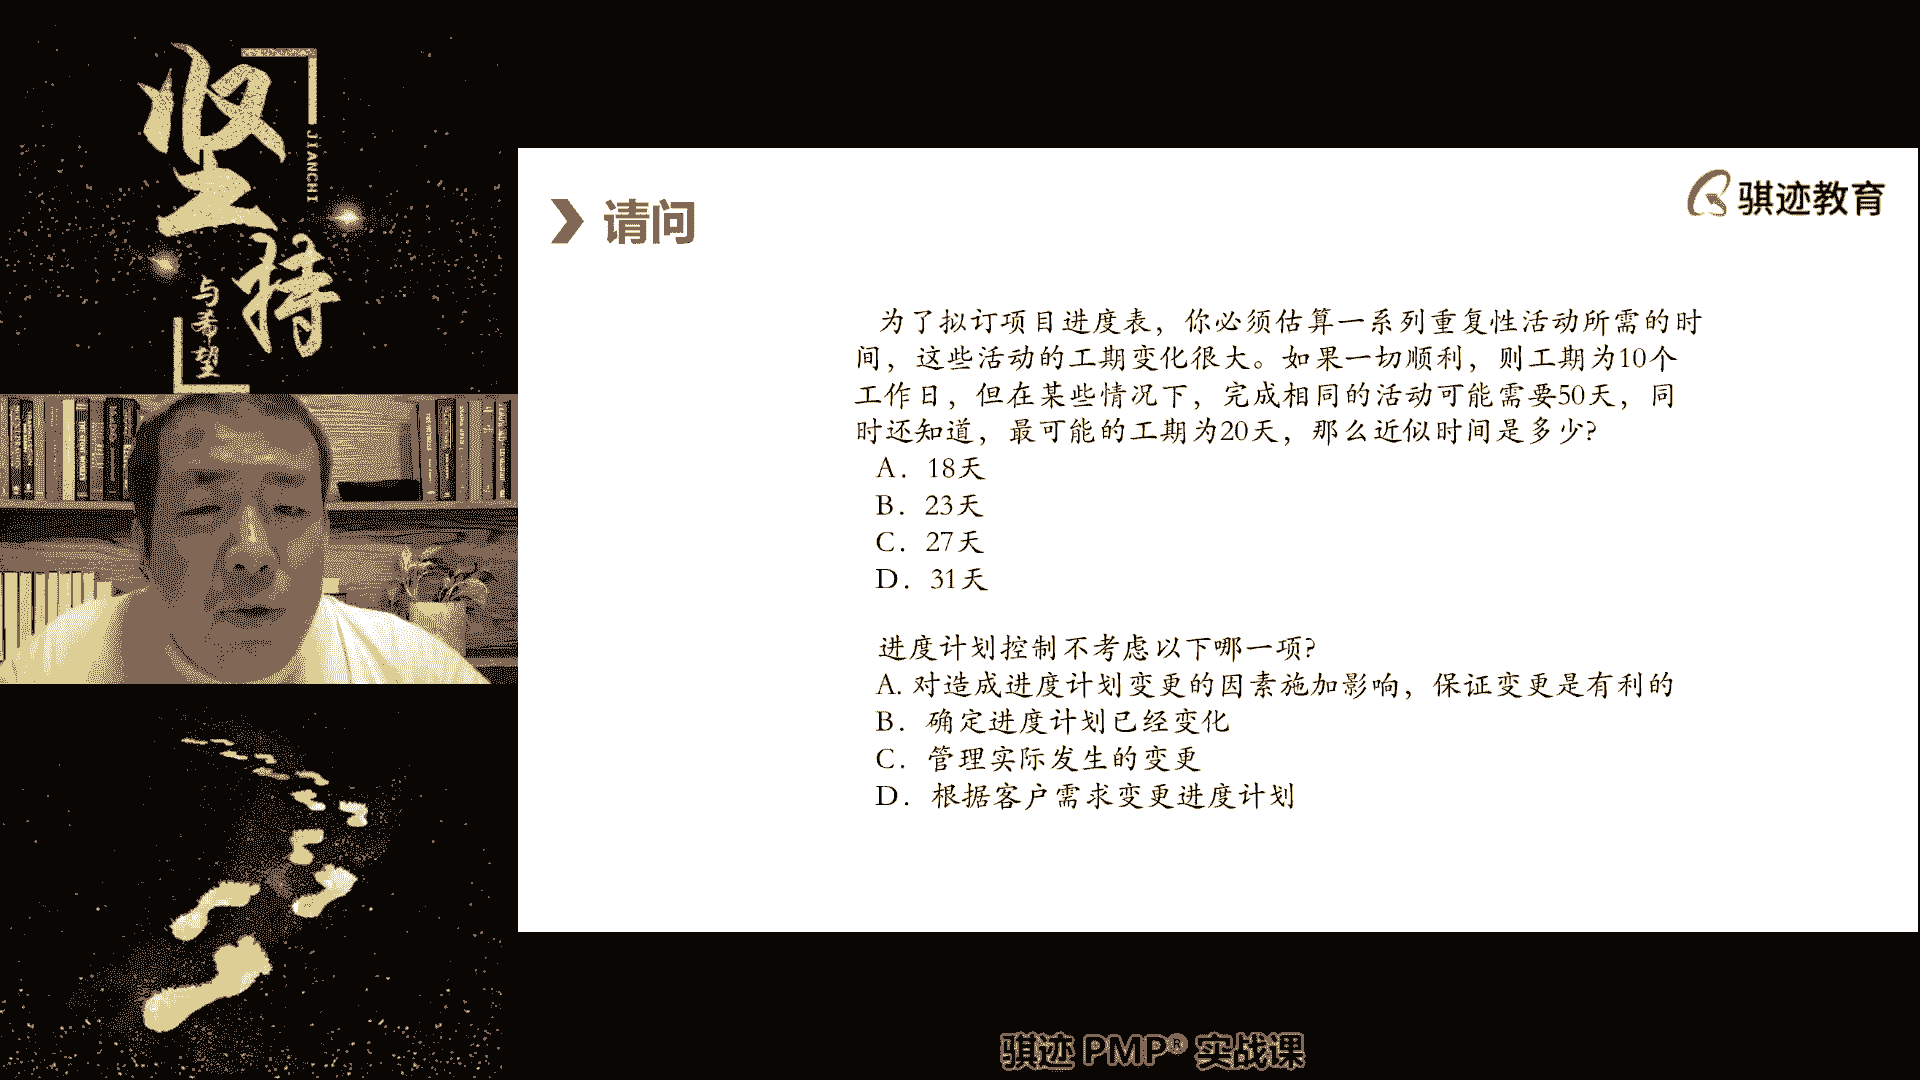 坚持
JIANCHI
与希望
请问
骐迹教育
为了拟订项目进度表，你必须估算一系列重复性活动所需的时
间，这些活动的工期变化很大。如果一切顺利，则工期为10个
工作日，但在某些情况下，完成相同的活动可能需要50天，同
时还知道，最可能的工期为20天，那么近似时间是多少?
A．18天
B．23天
C．27天
D．31天
进度计划控制不考虑以下哪一项?
A. 对造成进度计划变更的因素施加影响，保证变更是有利的
B．确定进度计划已经变化
C．管理实际发生的变更
D．根据客户需求变更进度计划
骐迹 PMP® 实战课